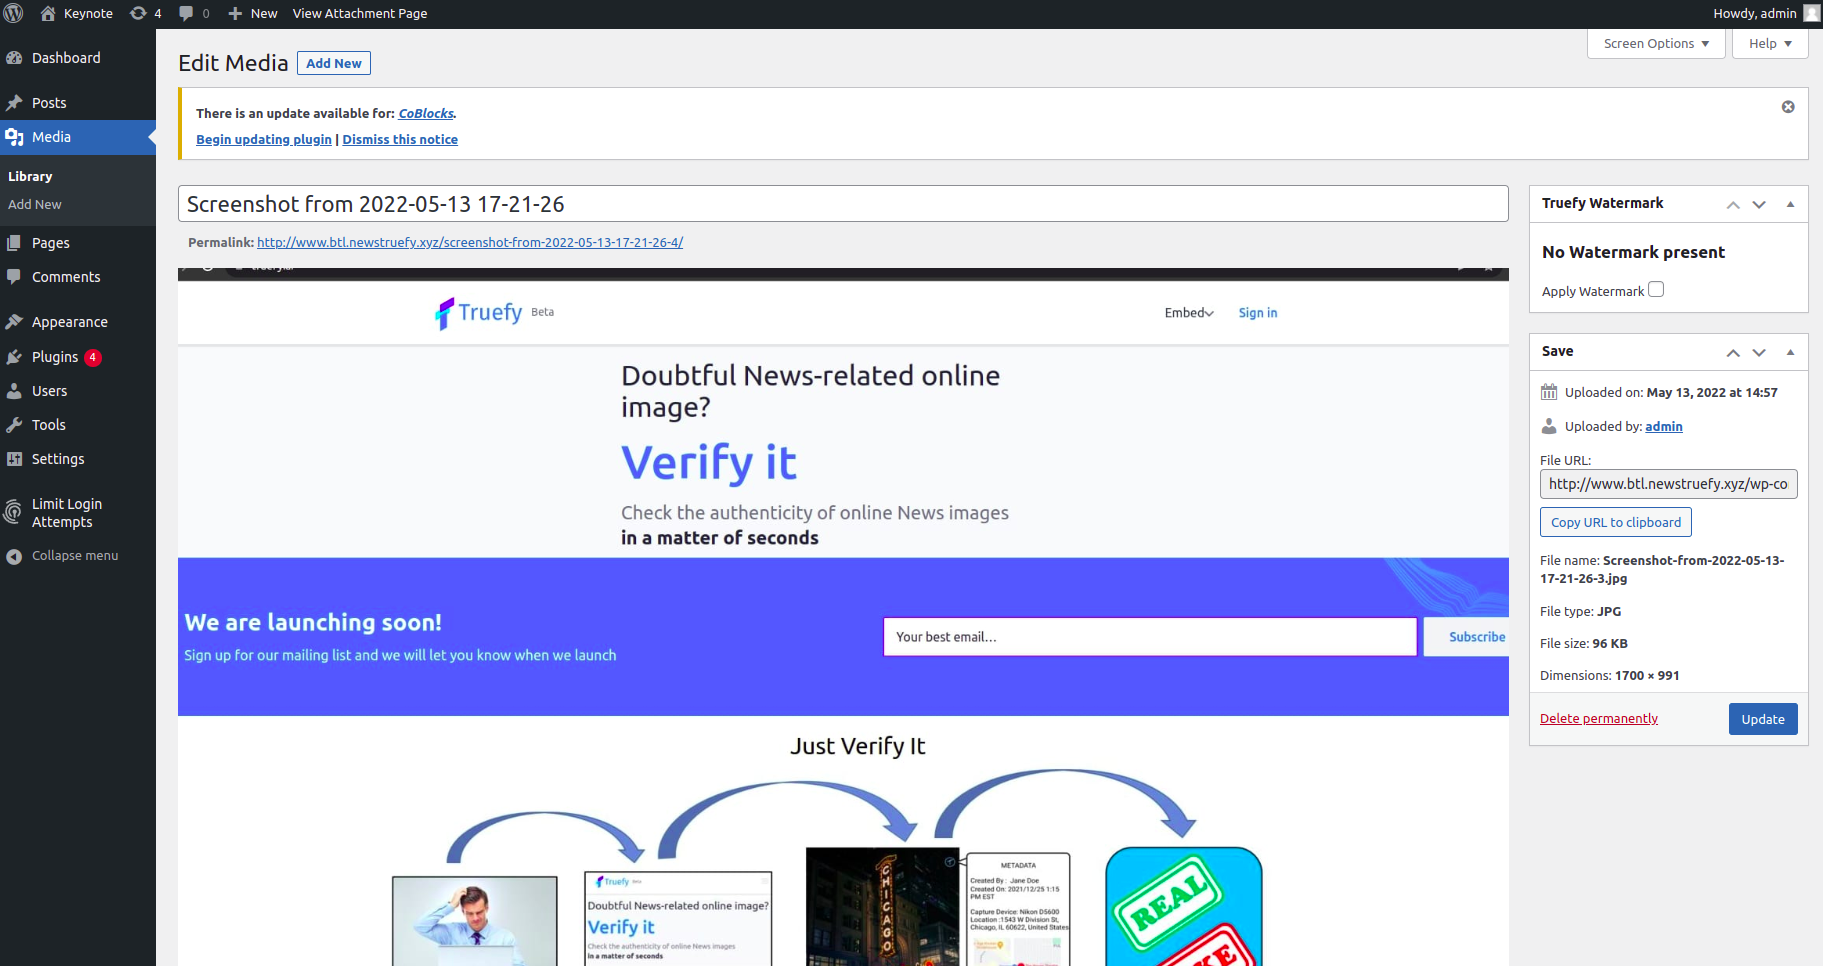 Keynote 4 0 New View Attachment Page Howdy, admin
Dashboard
Posts
Media
Library
Add New
Pages
Comments
Appearance
Plugins 4
Users
Tools
Settings
Limit Login
Attempts
Collapse menu
Screen Options Help
Edit Media Add New
There is an update available for: CoBlocks.
Begin updating plugin | Dismiss this notice
Screenshot from 2022-05-13 17-21-26
Permalink: http://www.btl.newstruefy.xyz/screenshot-from-2022-05-13-17-21-26-4/
Truefy Beta Embed Sign in
Doubtful News-related online
image?
Verify it
Check the authenticity of online News images
in a matter of seconds
We are launching soon!
Sign up for our mailing list and we will let you know when we launch
Your best email... Subscribe
Just Verify It
Truefy Beta
Doubtful News-related online image?
Verify it
Check the authenticity of online News images
in a matter of seconds
CHICAGO
METADATA
Created By : Jane Doe
Created On: 2021/12/25 1:15
PM EST
Capture Device: Nikon D5600
Location :1543 W Division St,
Chicago, IL 60622, United States
REAL
Truefy Watermark
No Watermark present
Apply Watermark
Save
Uploaded on: May 13, 2022 at 14:57
Uploaded by: admin
File URL:
http://www.btl.newstruefy.xyz/wp-co
Copy URL to clipboard
File name: Screenshot-from-2022-05-13-
17-21-26-3.jpg
File type: JPG
File size: 96 KB
Dimensions: 1700 × 991
Delete permanently Update